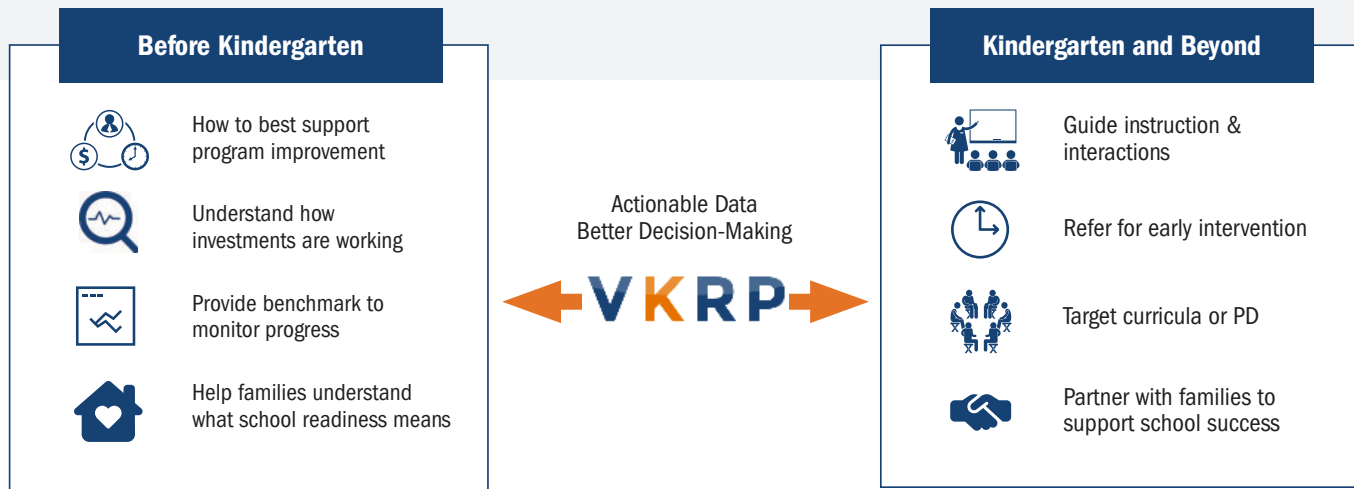 Before Kindergarten
How to best support
program improvement
$
Understand how
investments are working
Provide benchmark to
monitor progress
Help families understand
what school readiness means
Actionable Data
Better Decision-Making
VKRP
Kindergarten and Beyond
Guide instruction &
interactions
Refer for early intervention
Target curricula or PD
Partner with families to
support school success